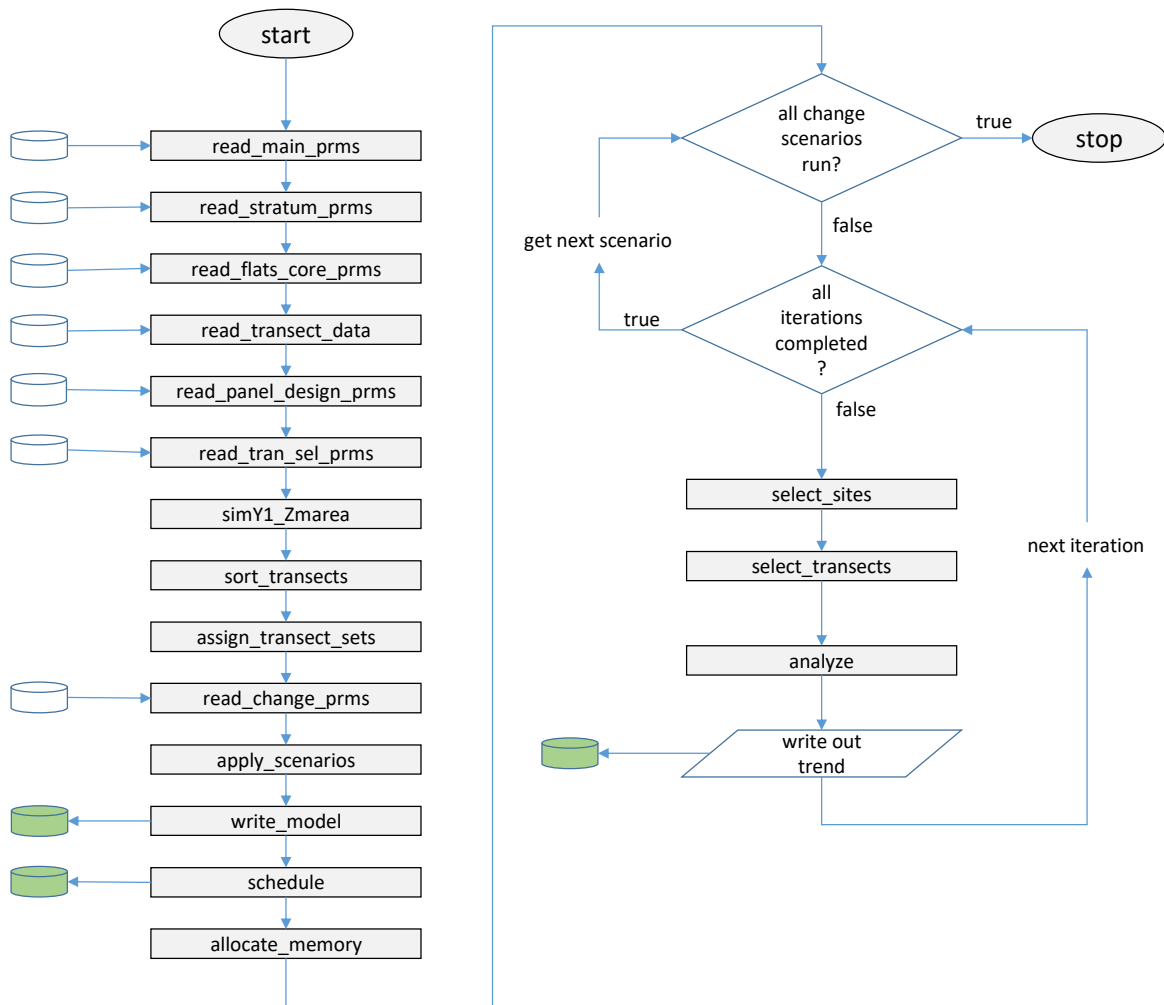 start
read_main_prms
read_stratum_prms
read_flats_core_prms
read_transect_data
read_panel_design_prms
read_tran_sel_prms
simY1_Zmarea
sort_transects
assign_transect_sets
read_change_prms
apply_scenarios
write_model
schedule
allocate_memory
all change
scenarios
run?
true
stop
false
get next scenario
all
iterations
completed
?
true
false
select_sites
select_transects
next iteration
analyze
write out
trend